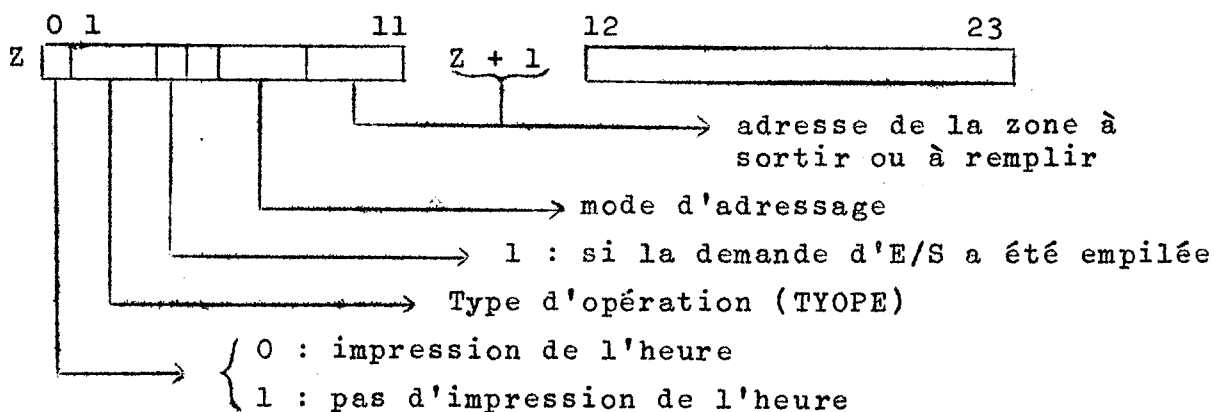 0 1 11 12 23
Z Z + 1
adresse de la zone à
sortir ou à remplir
mode d'adressage
1 : si la demande d'E/S a été empilée
Type d'opération (TYOPE)
0 : impression de l'heure
1 : pas d'impression de l'heure